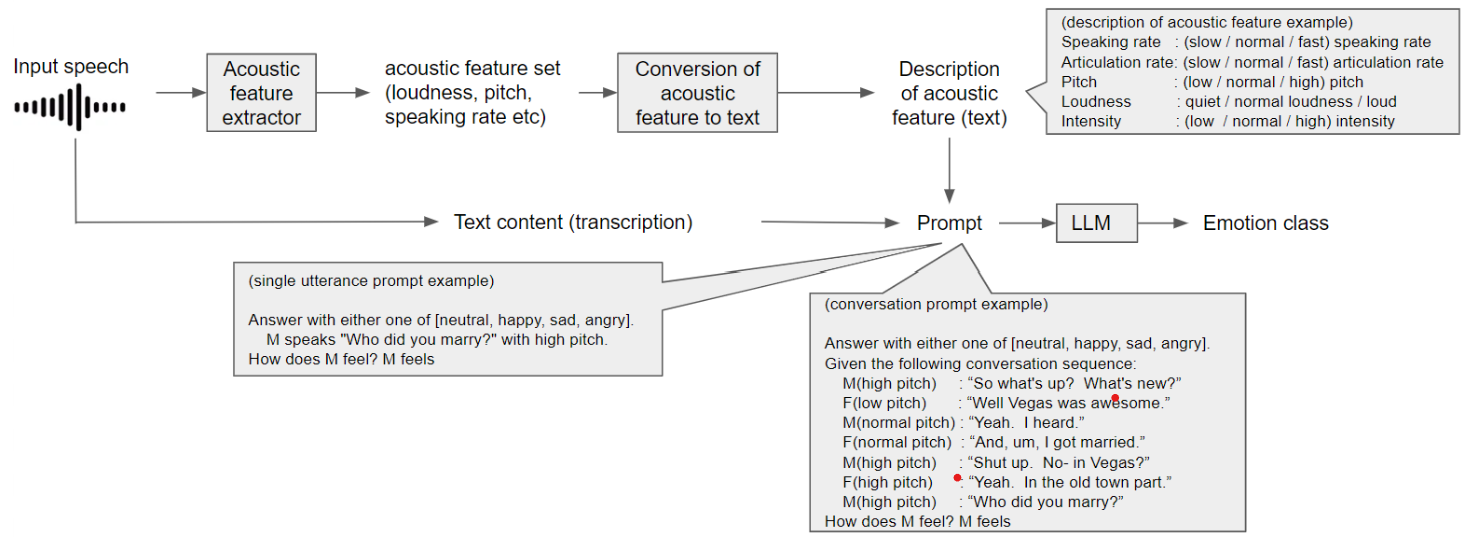 Input speech
Acoustic
feature
extractor
acoustic feature set
(loudness, pitch,
speaking rate etc)
Conversion of
acoustic
feature to text
Description
of acoustic
feature (text)
(description of acoustic feature example)
Speaking rate : (slow / normal / fast) speaking rate
Articulation rate: (slow / normal / fast) articulation rate
Pitch : (low / normal / high) pitch
Loudness : quiet / normal loudness / loud
Intensity : (low / normal / high) intensity
Text content (transcription)
Prompt
LLM
Emotion class
(single utterance prompt example)
Answer with either one of [neutral, happy, sad, angry].
M speaks "Who did you marry?" with high pitch.
How does M feel? M feels
(conversation prompt example)
Answer with either one of [neutral, happy, sad, angry].
Given the following conversation sequence:
M(high pitch) : “So what's up? What's new?”
F(low pitch) : “Well Vegas was awesome.”
M(normal pitch) : “Yeah. I heard.”
F(normal pitch) : “And, um, I got married.”
M(high pitch) : “Shut up. No- in Vegas?”
F(high pitch) : “Yeah. In the old town part.”
M(high pitch) : “Who did you marry?”
How does M feel? M feels